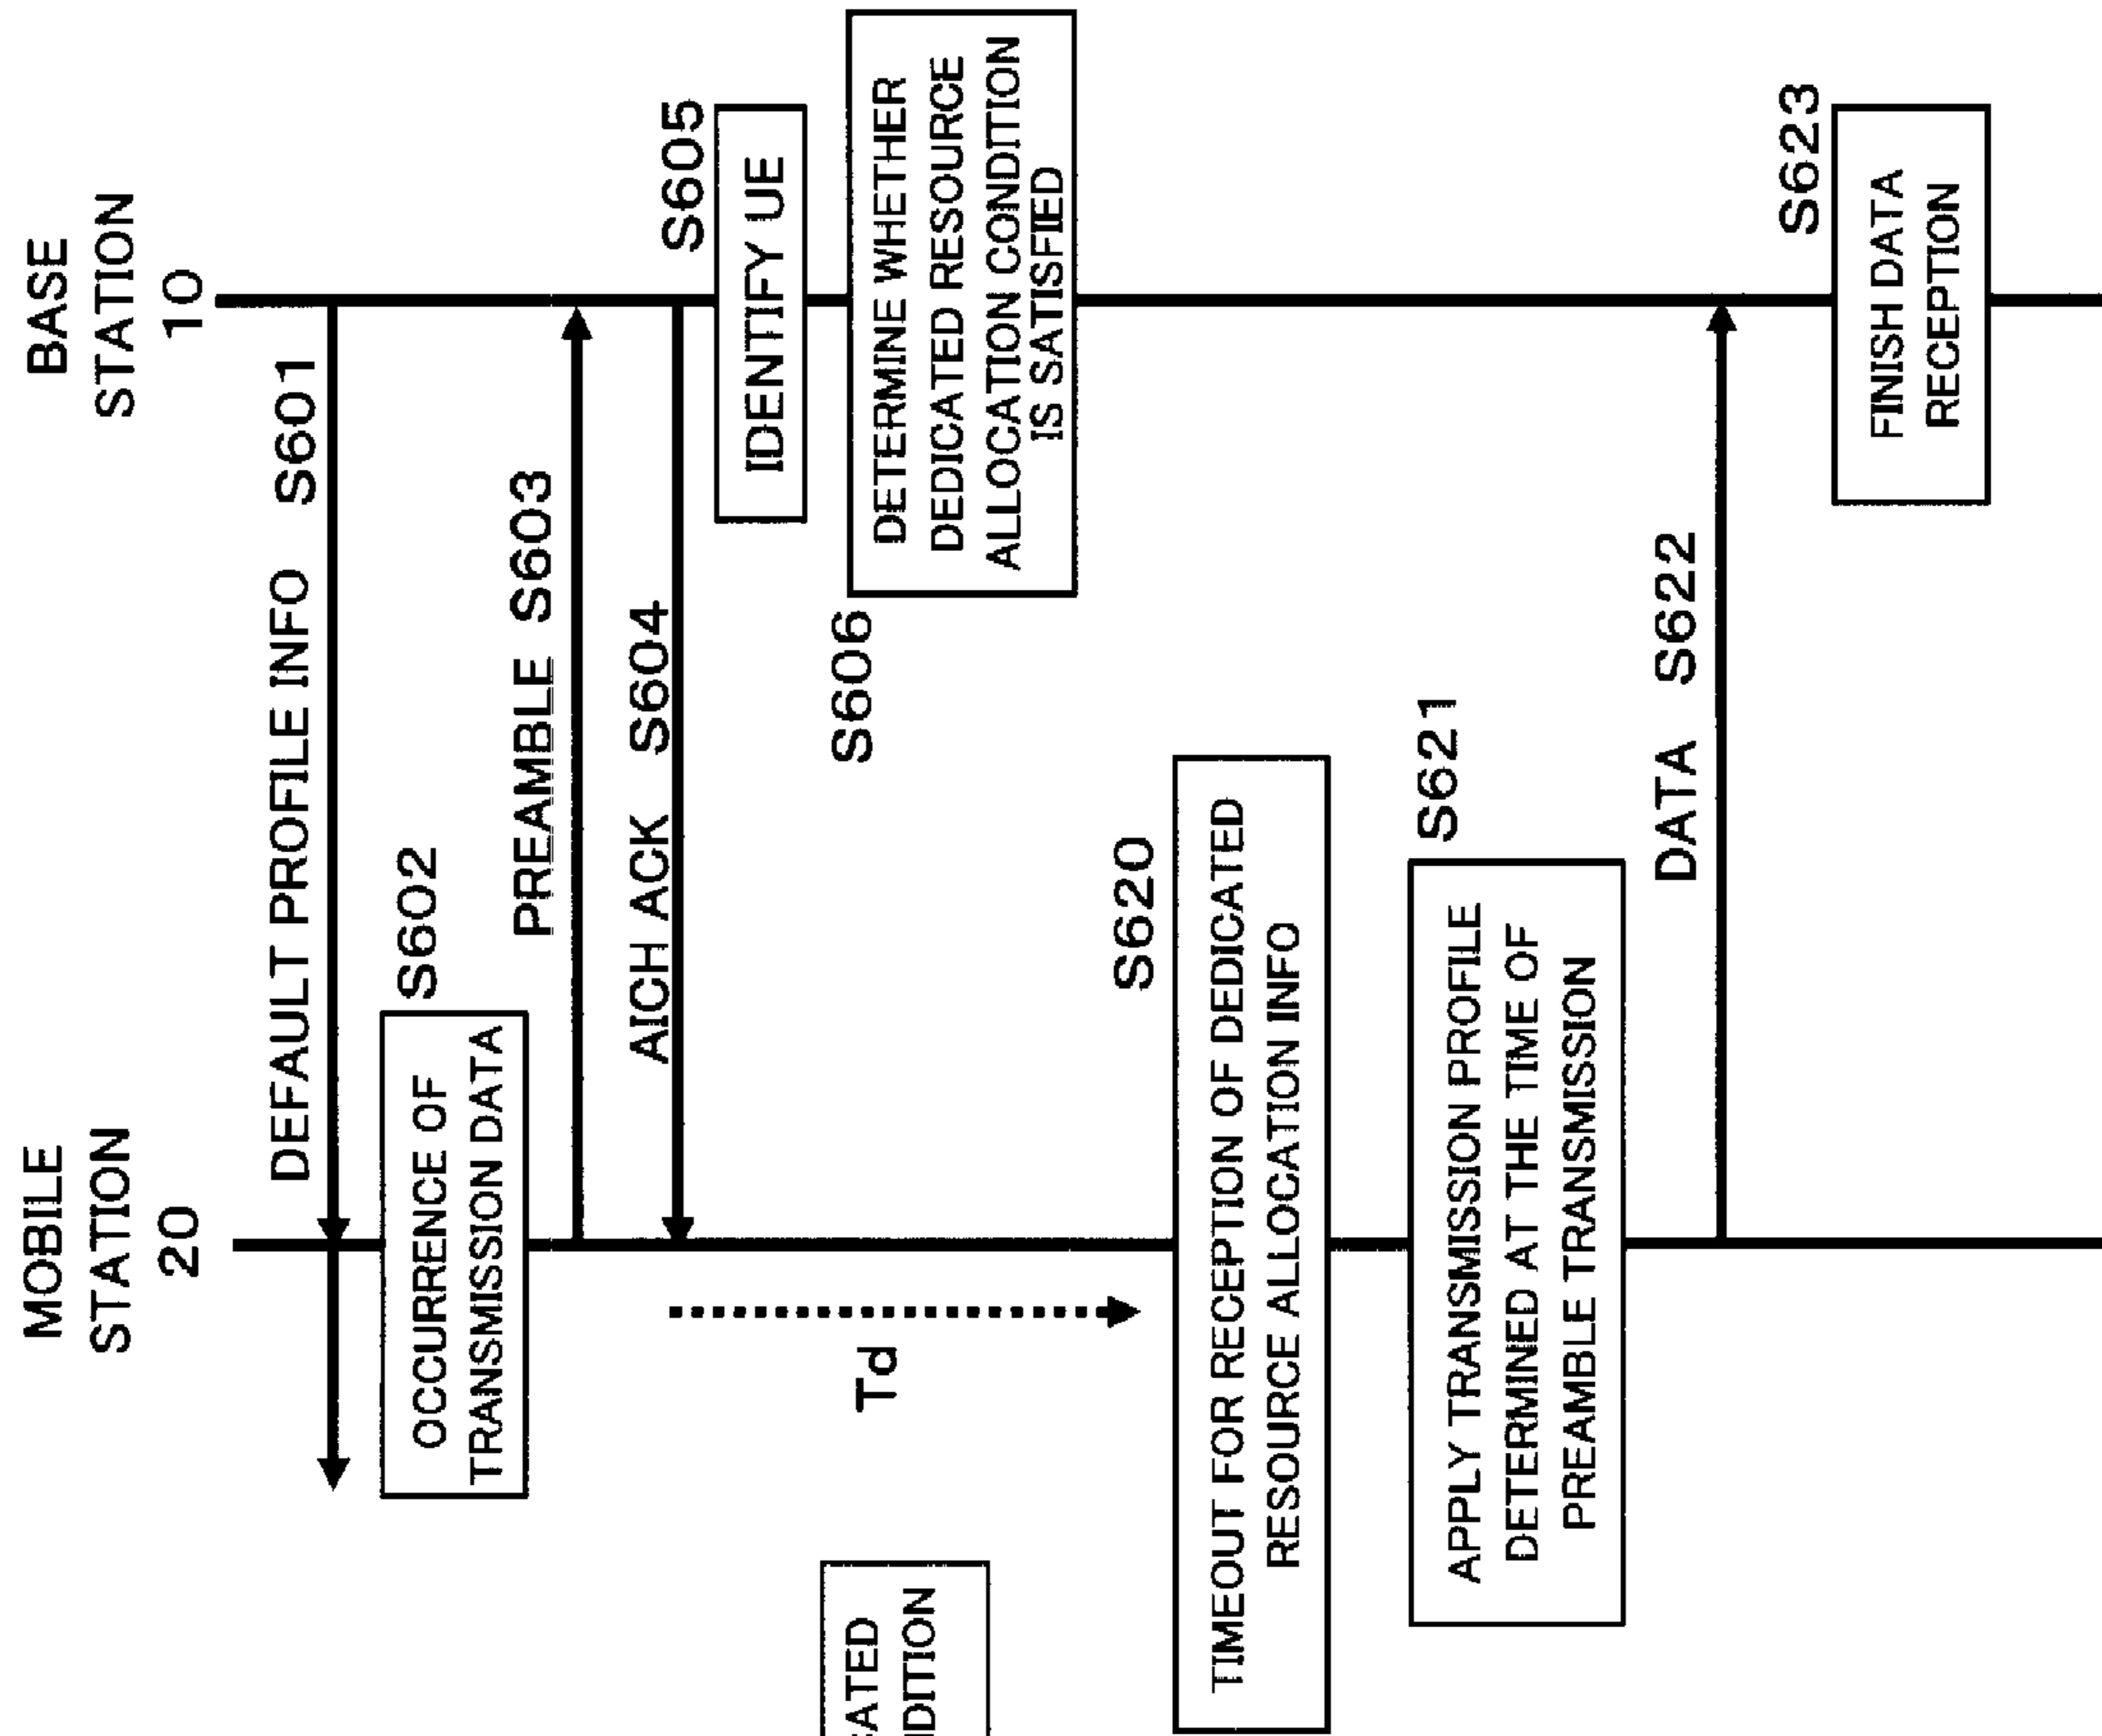 MOBILE
STATION
20
BASE
STATION
10
DEFAULT PROFILE INFO S601
OCCURRENCE OF
TRANSMISSION DATA
S602
PREAMBLE S603
AICH ACK S604
S605
IDENTIFY UE
S606
DETERMINE WHETHER
DEDICATED RESOURCE
ALLOCATION CONDITION
IS SATISFIED
Td
S620
TIMEOUT FOR RECEPTION OF DEDICATED
RESOURCE ALLOCATION INFO
S621
APPLY TRANSMISSION PROFILE
DETERMINED AT THE TIME OF
PREAMBLE TRANSMISSION
DATA S622
S623
FINISH DATA
RECEPTION